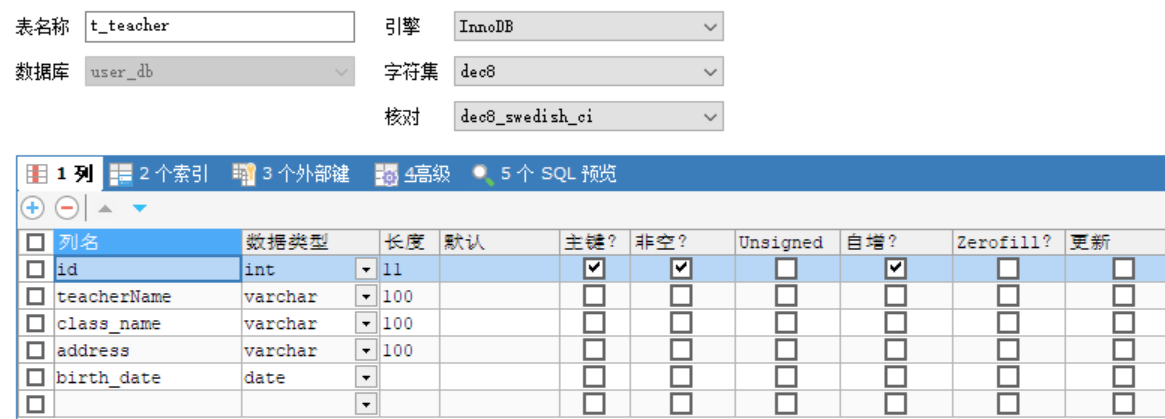 表名称 t_teacher 引擎 InnoDB
数据库 user_db 字符集 dec8
核对 dec8_swedish_ci
1 列 2 个索引 3 个外部键 4高级 5 个 SQL 预览
列名 数据类型 长度 默认 主键? 非空? Unsigned 自增? Zerofill? 更新
id int 11
teacherName varchar 100
class_name varchar 100
address varchar 100
birth_date date